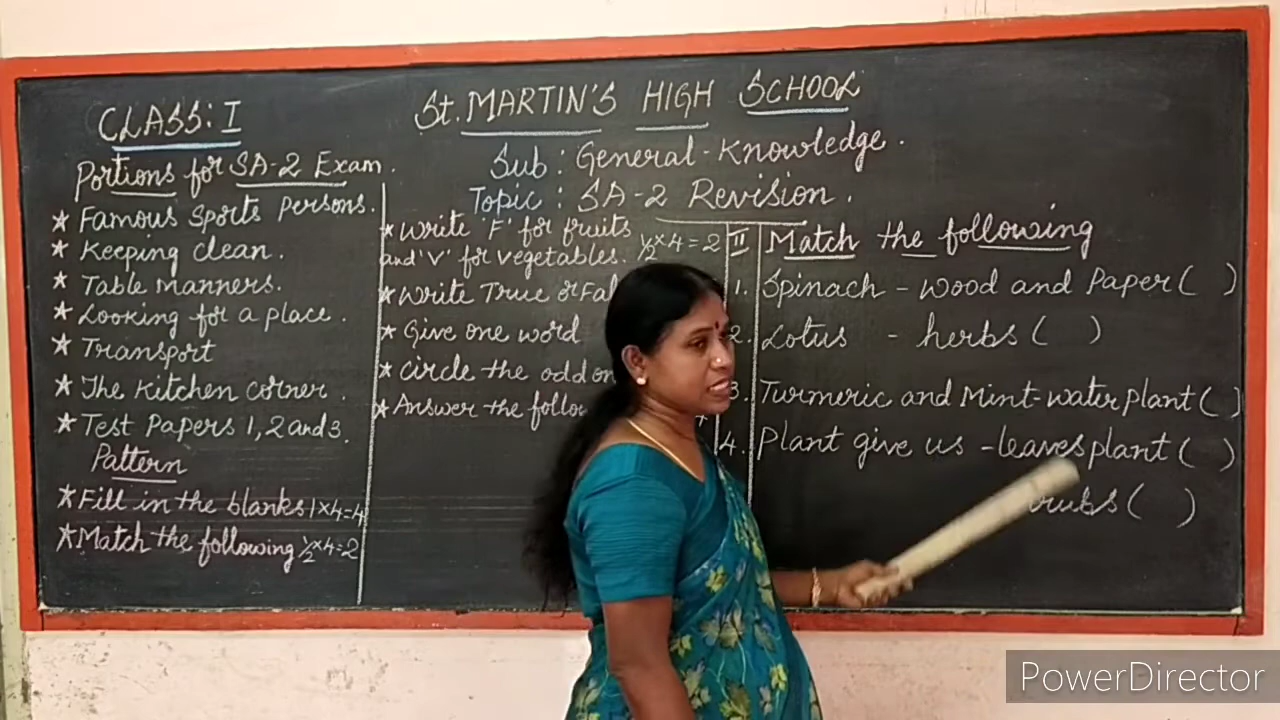 CLASS: I
St. MARTIN'S HIGH SCHOOL
Sub : General-Knowledge.
Topic : SA-2 Revision.
Portions for SA-2 Exam.
★ Famous Sports Persons.
★ Keeping clean.
★ Table manners.
★ Looking for a place.
★ Transport
★ The Kitchen corner.
★ Test Papers 1, 2 and 3.
Pattern
★ Fill in the blanks 1×4=4
★ Match the following ½×4=2
★ Write 'F' for fruits
and 'V' for vegetables. ½×4=2
★ Write True or Fal
★ Give one word
★ Circle the odd on
★ Answer the follow
II Match the following
1. Spinach - Wood and Paper ( )
2. Lotus - herbs ( )
3. Turmeric and Mint - water plant ( )
4. Plant give us - leaves plant ( )
rubs ( )
PowerDirector